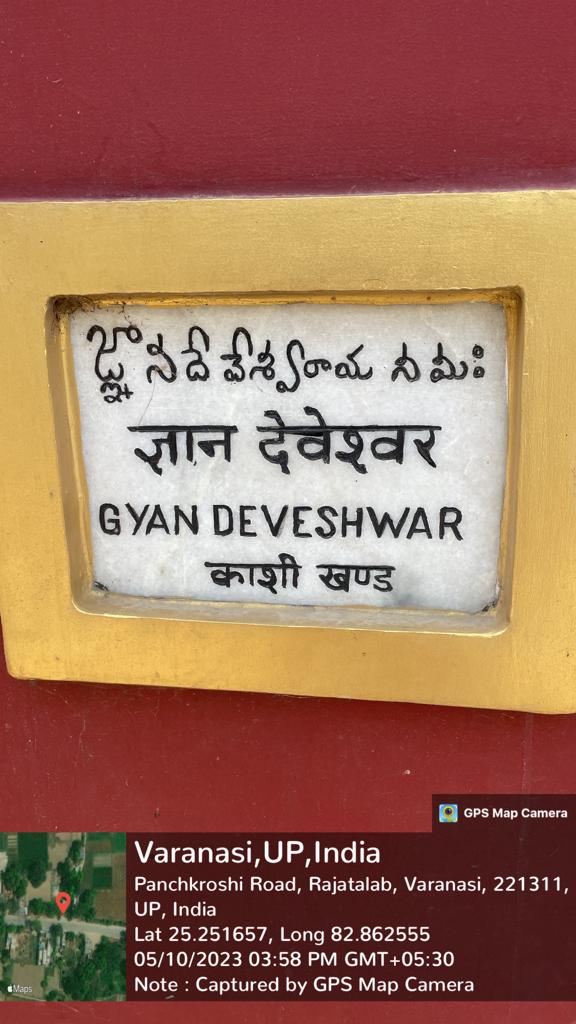 జ్ఞానదేవేశ్వరాయ నమః
ज्ञान देवेश्वर
GYAN DEVESHWAR
काशी खण्ड
GPS Map Camera
Varanasi,UP,India
Panchkroshi Road, Rajatalab, Varanasi, 221311,
UP, India
Lat 25.251657, Long 82.862555
05/10/2023 03:58 PM GMT+05:30
Note : Captured by GPS Map Camera
Maps